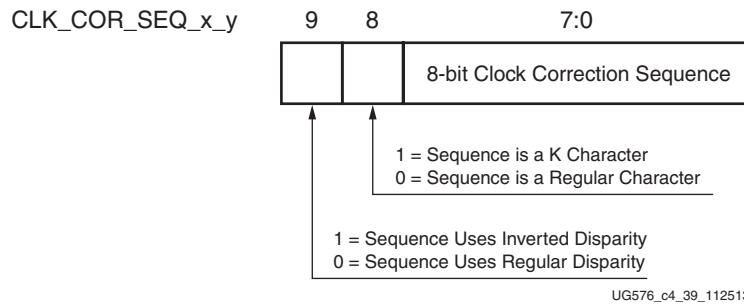 CLK_COR_SEQ_x_y 9 8 7:0
8-bit Clock Correction Sequence
1 = Sequence is a K Character
0 = Sequence is a Regular Character
1 = Sequence Uses Inverted Disparity
0 = Sequence Uses Regular Disparity
UG576_c4_39_112513